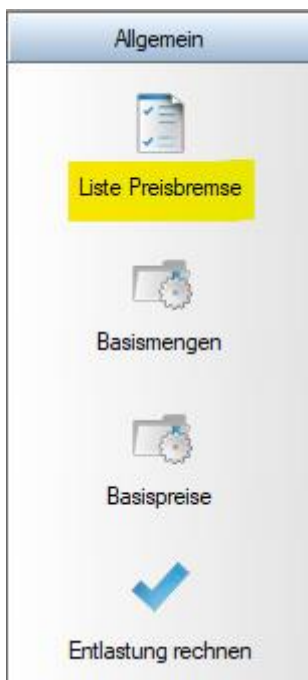 Allgemein
Liste Preisbremse
Basismengen
Basispreise
Entlastung rechnen